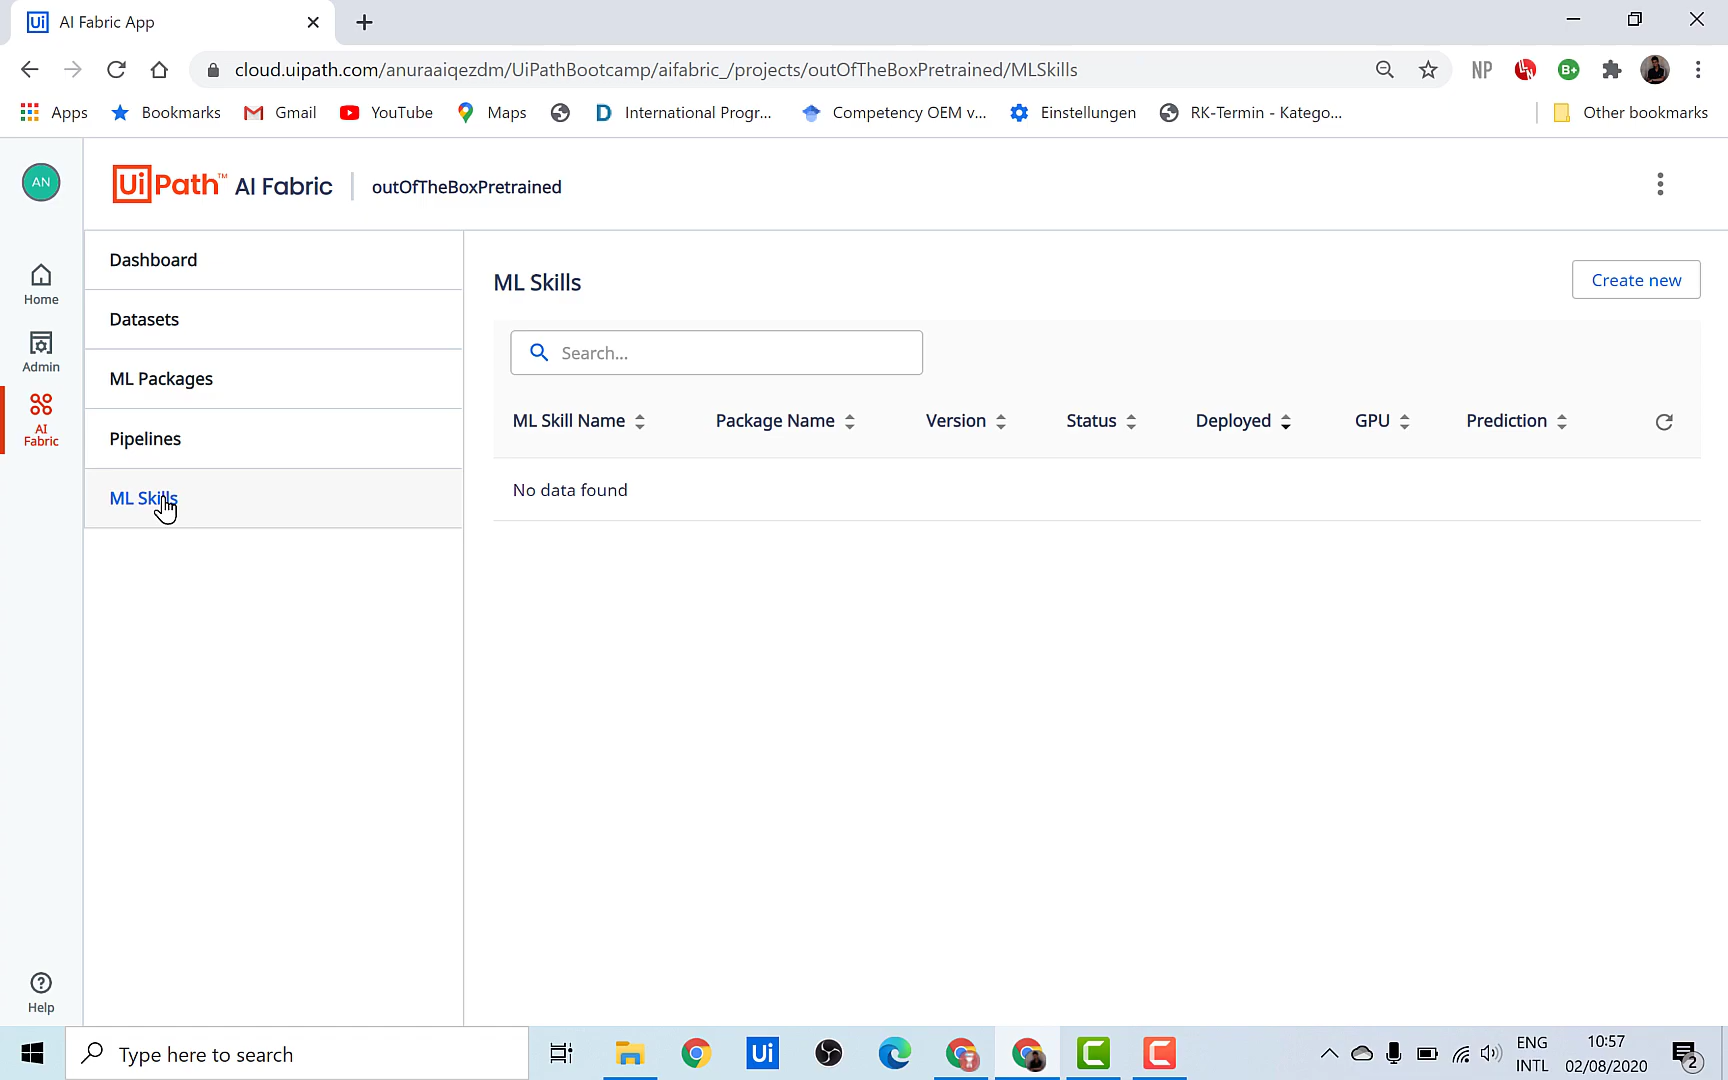 AI Fabric App
cloud.uipath.com/anuraaiqezdm/UiPathBootcamp/aifabric_/projects/outOfTheBoxPretrained/MLSkills
NP
B+
Apps
Bookmarks
Gmail
YouTube
Maps
International Progr...
Competency OEM v...
Einstellungen
RK-Termin - Katego...
Other bookmarks
AN
UiPath™ AI Fabric
outOfTheBoxPretrained
Home
Admin
AI Fabric
Help
Dashboard
Datasets
ML Packages
Pipelines
ML Skills
ML Skills
Create new
Search...
ML Skill Name
Package Name
Version
Status
Deployed
GPU
Prediction
No data found
Type here to search
Ui
ENG
INTL
10:57
02/08/2020
2